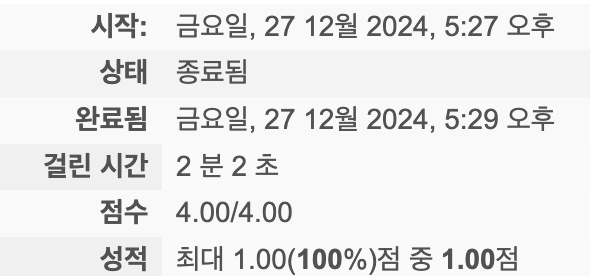 시작: 금요일, 27 12월 2024, 5:27 오후
상태 종료됨
완료됨 금요일, 27 12월 2024, 5:29 오후
걸린 시간 2 분 2 초
점수 4.00/4.00
성적 최대 1.00(100%)점 중 1.00점